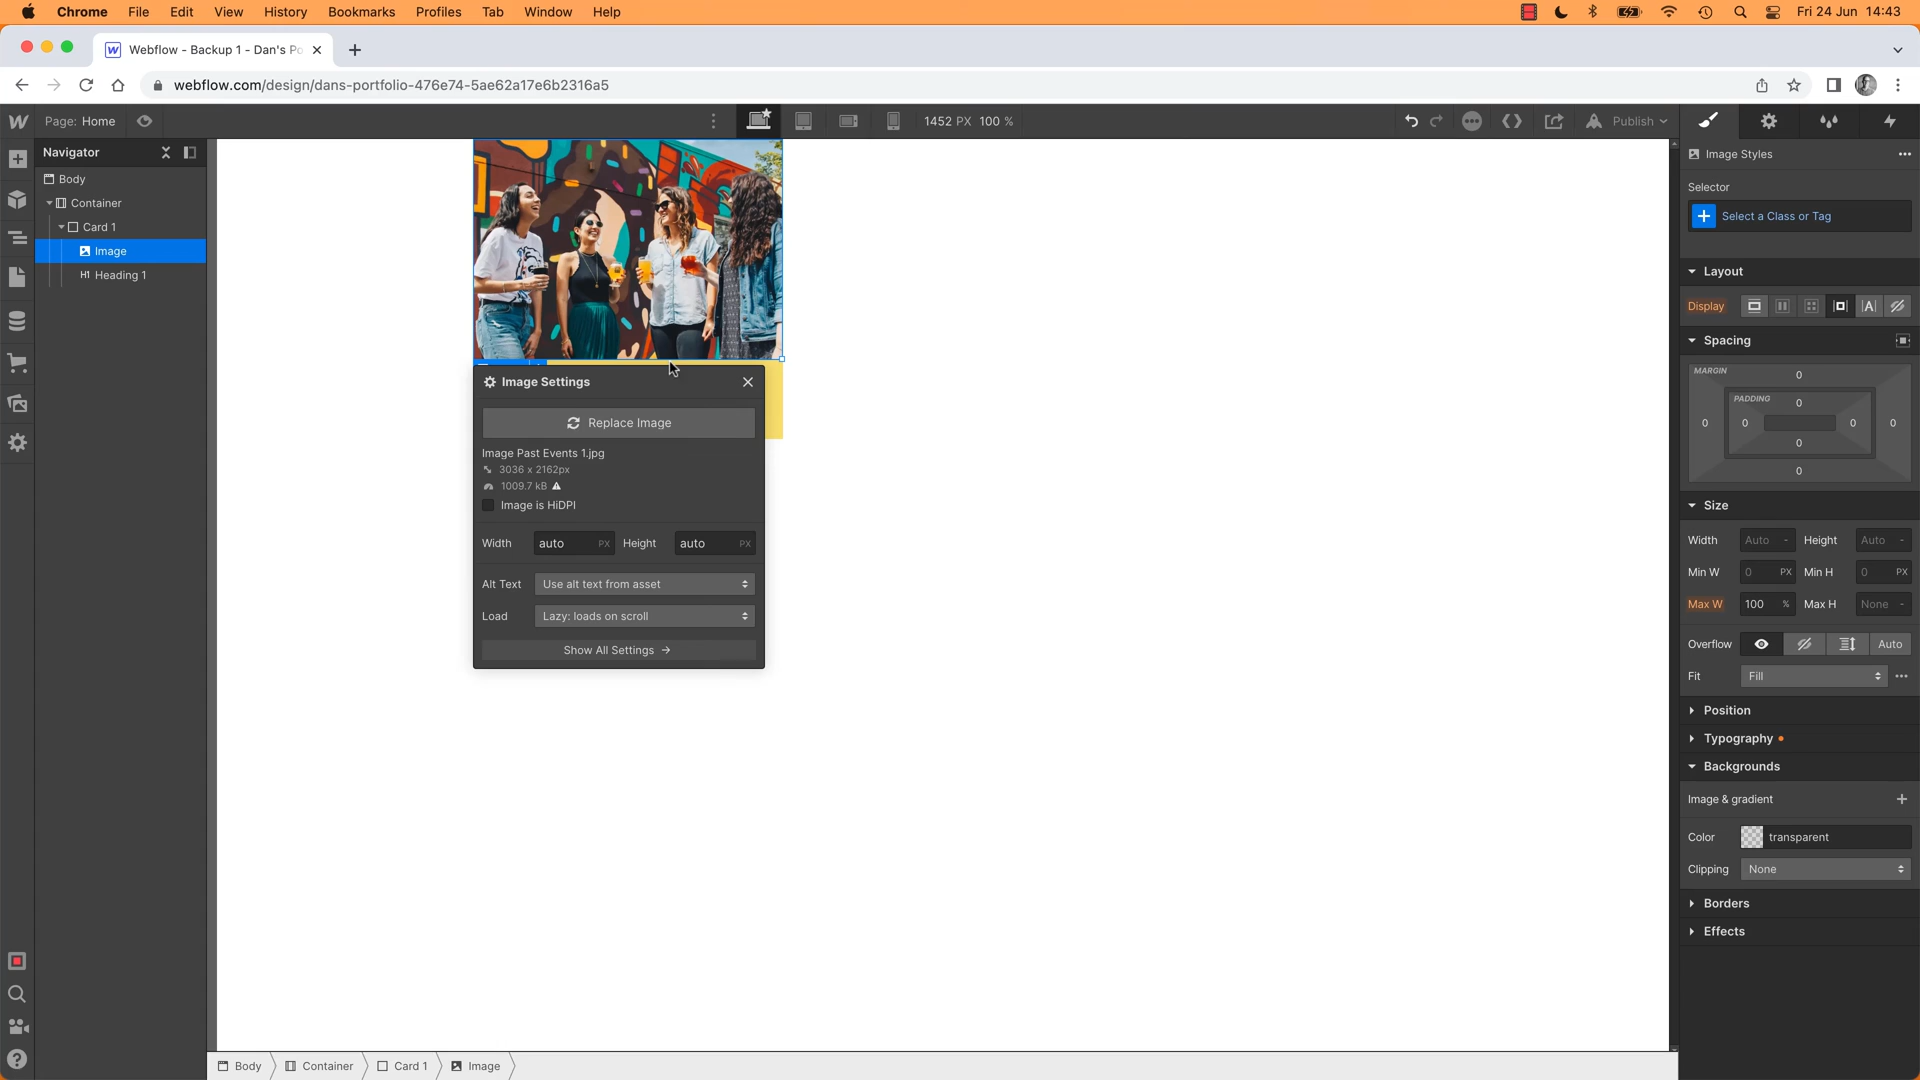 Chrome File Edit View History Bookmarks Profiles Tab Window Help Fri 24 Jun 14:43
Webflow - Backup 1 - Dan's Po
webflow.com/design/dans-portfolio-476e74-5ae62a17e6b2316a5
Page: Home 1452 PX 100 % Publish
Navigator
Body
Container
Card 1
Image
H1 Heading 1
Image Settings
Replace Image
Image Past Events 1.jpg
3036 x 2162px
1009.7 kB
Image is HiDPI
Width auto PX Height auto PX
Alt Text Use alt text from asset
Load Lazy: loads on scroll
Show All Settings
Image Styles
Selector
Select a Class or Tag
Layout
Display
Spacing
MARGIN
0
PADDING
0
0 0 0 0
0
0
Size
Width Auto - Height Auto -
Min W 0 PX Min H 0 PX
Max W 100 % Max H None -
Overflow Auto
Fit Fill
Position
Typography
Backgrounds
Image & gradient
Color transparent
Clipping None
Borders
Effects
Body Container Card 1 Image